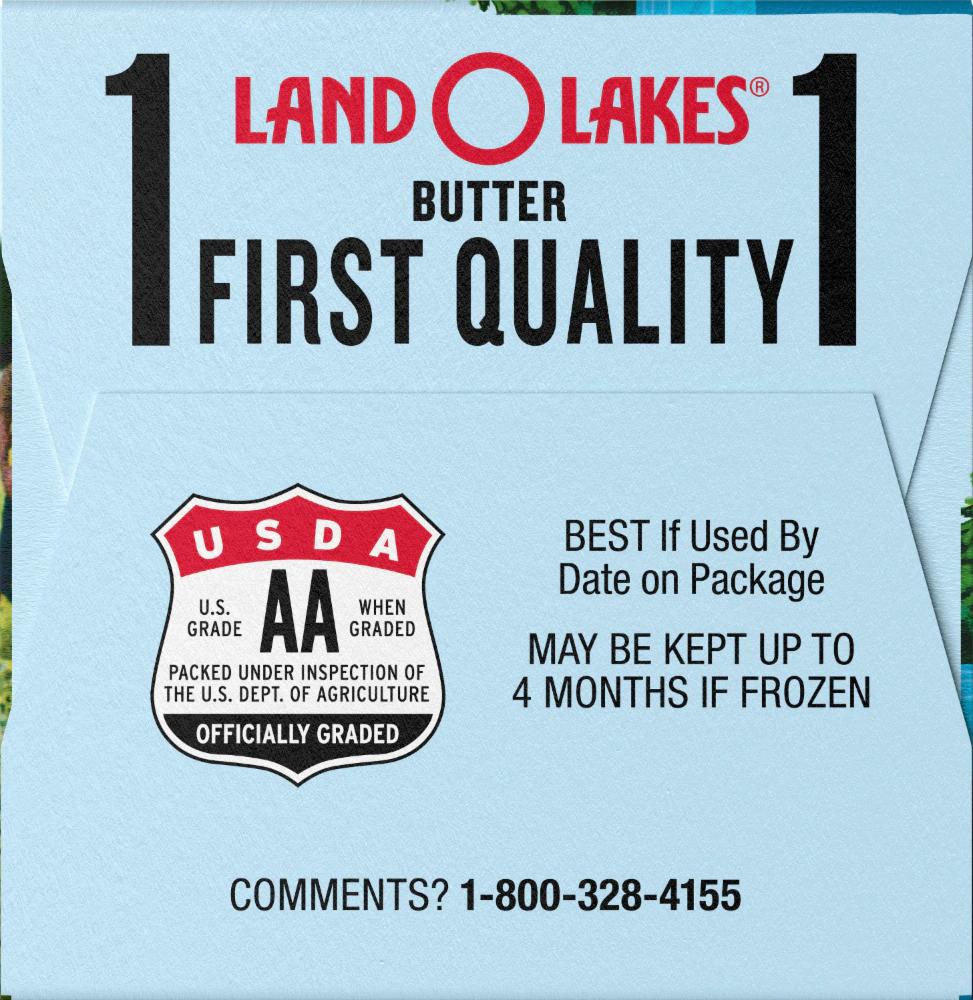 1 LAND O LAKES® 1
BUTTER
FIRST QUALITY
USDA
U.S. GRADE AA WHEN GRADED
PACKED UNDER INSPECTION OF
THE U.S. DEPT. OF AGRICULTURE
OFFICIALLY GRADED
BEST If Used By
Date on Package
MAY BE KEPT UP TO
4 MONTHS IF FROZEN
COMMENTS? 1-800-328-4155